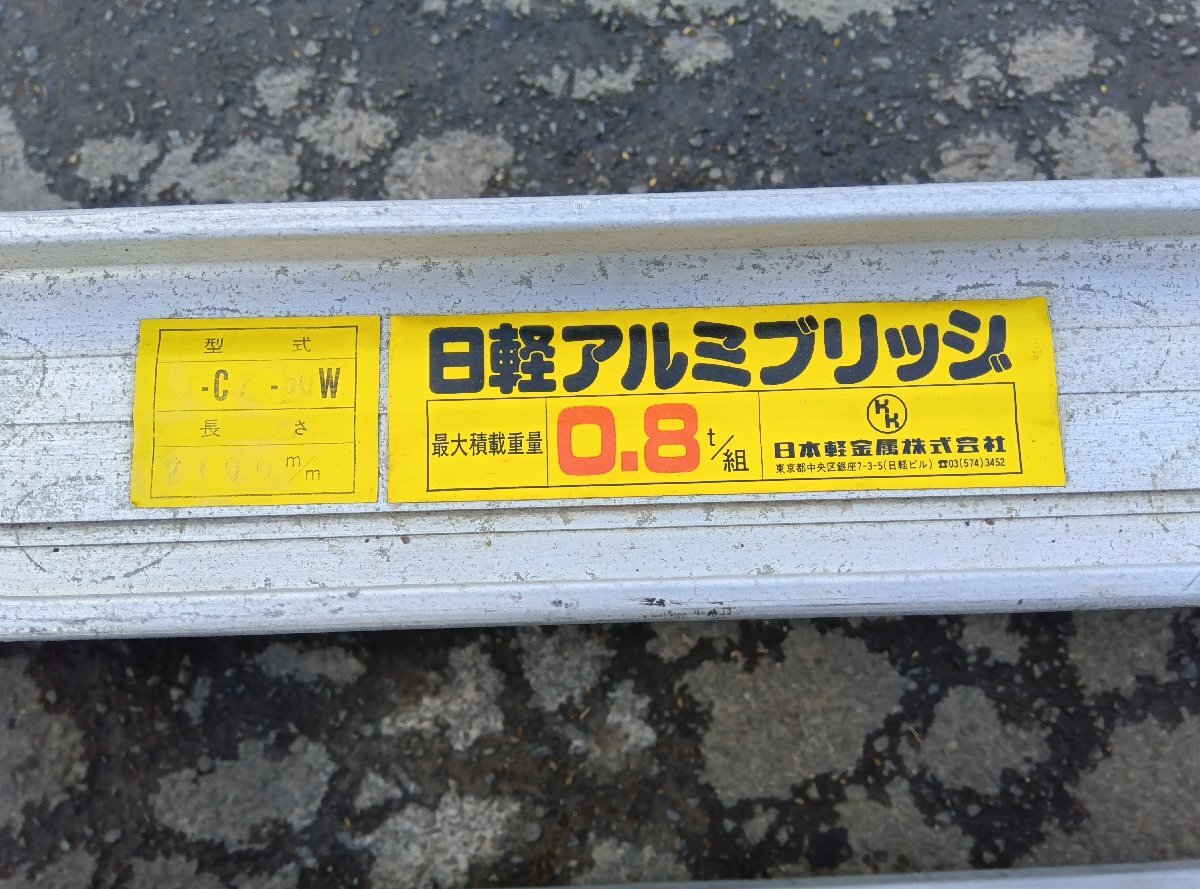 型 式
-C - W
長 さ
m/m
日軽アルミブリッジ
最大積載重量
0.8 t/組
KK
日本軽金属株式会社
東京都中央区銀座7-3-5(日軽ビル) ☎03(574)3452